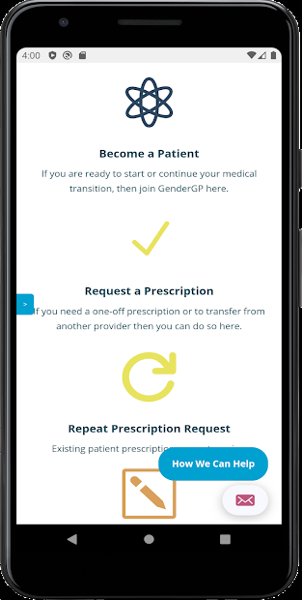 4:00
Become a Patient
If you are ready to start or continue your medical
transition, then join GenderGP here.
Request a Prescription
>
If you need a one-off prescription or to transfer from
another provider then you can do so here.
Repeat Prescription Request
Existing patient prescription
How We Can Help